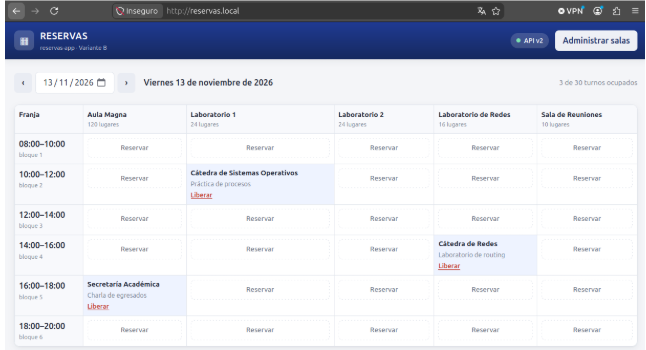 Inseguro http://reservas.local
VPN
RESERVAS
reservas-app · Variante B
API v2
Administrar salas
13/11/2026
Viernes 13 de noviembre de 2026
3 de 30 turnos ocupados
Franja
Aula Magna
120 lugares
Laboratorio 1
24 lugares
Laboratorio 2
24 lugares
Laboratorio de Redes
16 lugares
Sala de Reuniones
10 lugares
08:00–10:00
bloque 1
Reservar Reservar Reservar Reservar Reservar
10:00–12:00
bloque 2
Reservar
Cátedra de Sistemas Operativos
Práctica de procesos
Liberar
Reservar Reservar Reservar
12:00–14:00
bloque 3
Reservar Reservar Reservar Reservar Reservar
14:00–16:00
bloque 4
Reservar Reservar Reservar
Cátedra de Redes
Laboratorio de routing
Liberar
Reservar
16:00–18:00
bloque 5
Secretaría Académica
Charla de egresados
Liberar
Reservar Reservar Reservar Reservar
18:00–20:00
bloque 6
Reservar Reservar Reservar Reservar Reservar